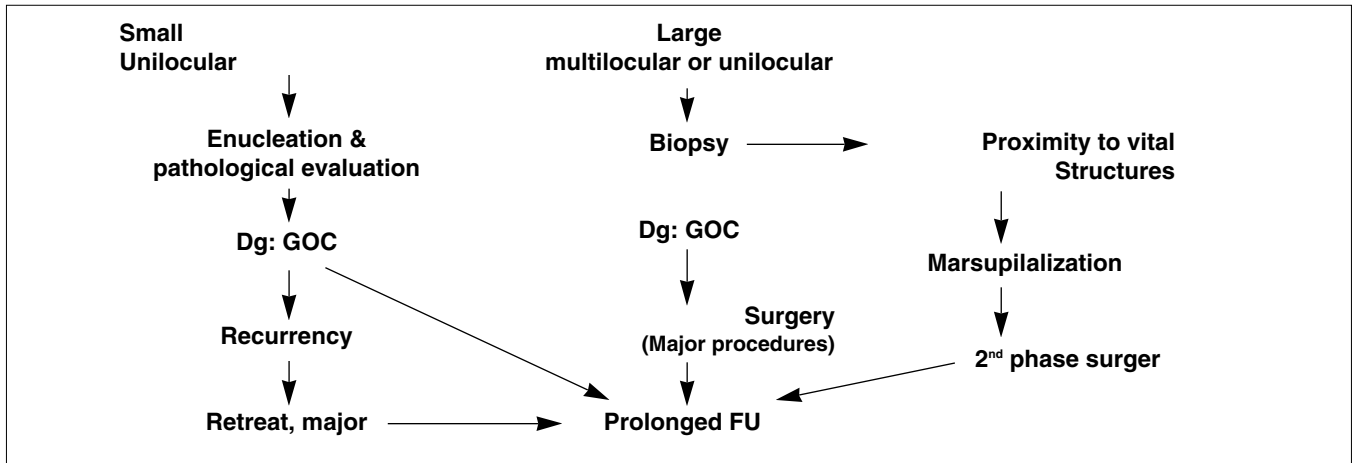 Small
Unilocular
Enucleation &
pathological evaluation
Dg: GOC
Recurrency
Retreat, major
Large
multilocular or unilocular
Biopsy
Dg: GOC
Surgery
(Major procedures)
Prolonged FU
Proximity to vital
Structures
Marsupilalization
2nd phase surger